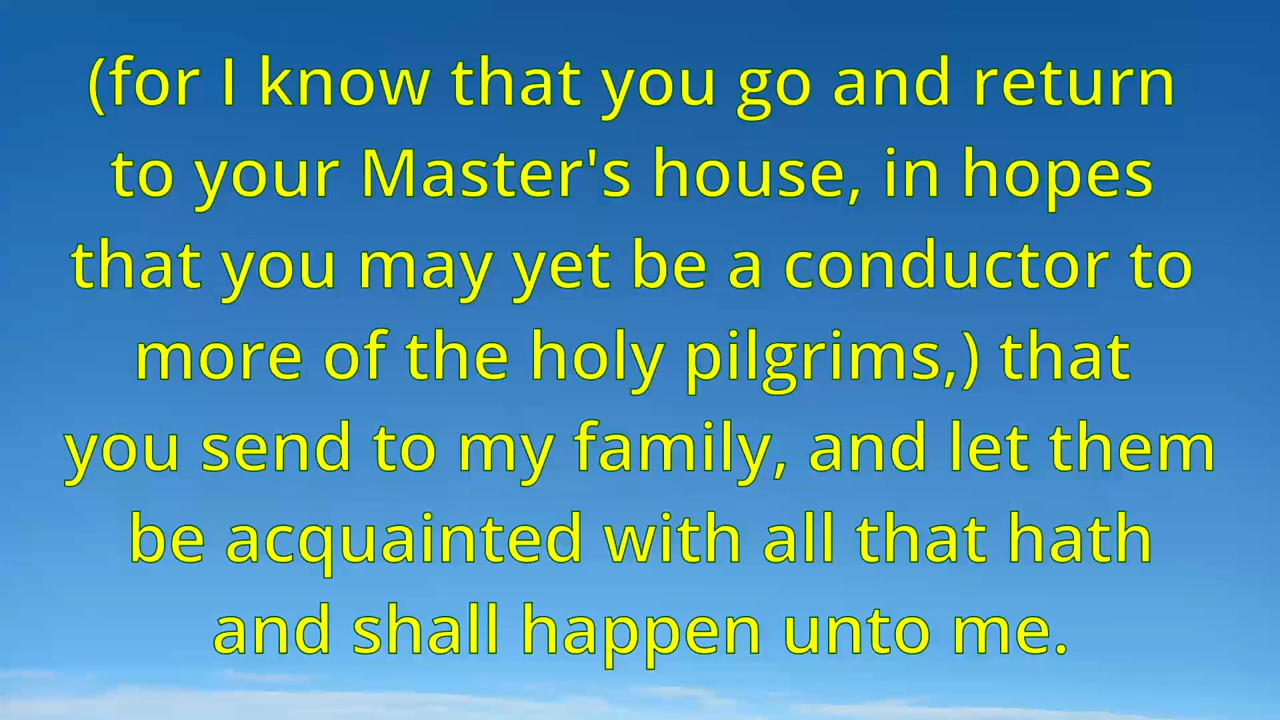 (for I know that you go and return
to your Master's house, in hopes
that you may yet be a conductor to
more of the holy pilgrims,) that
you send to my family, and let them
be acquainted with all that hath
and shall happen unto me.